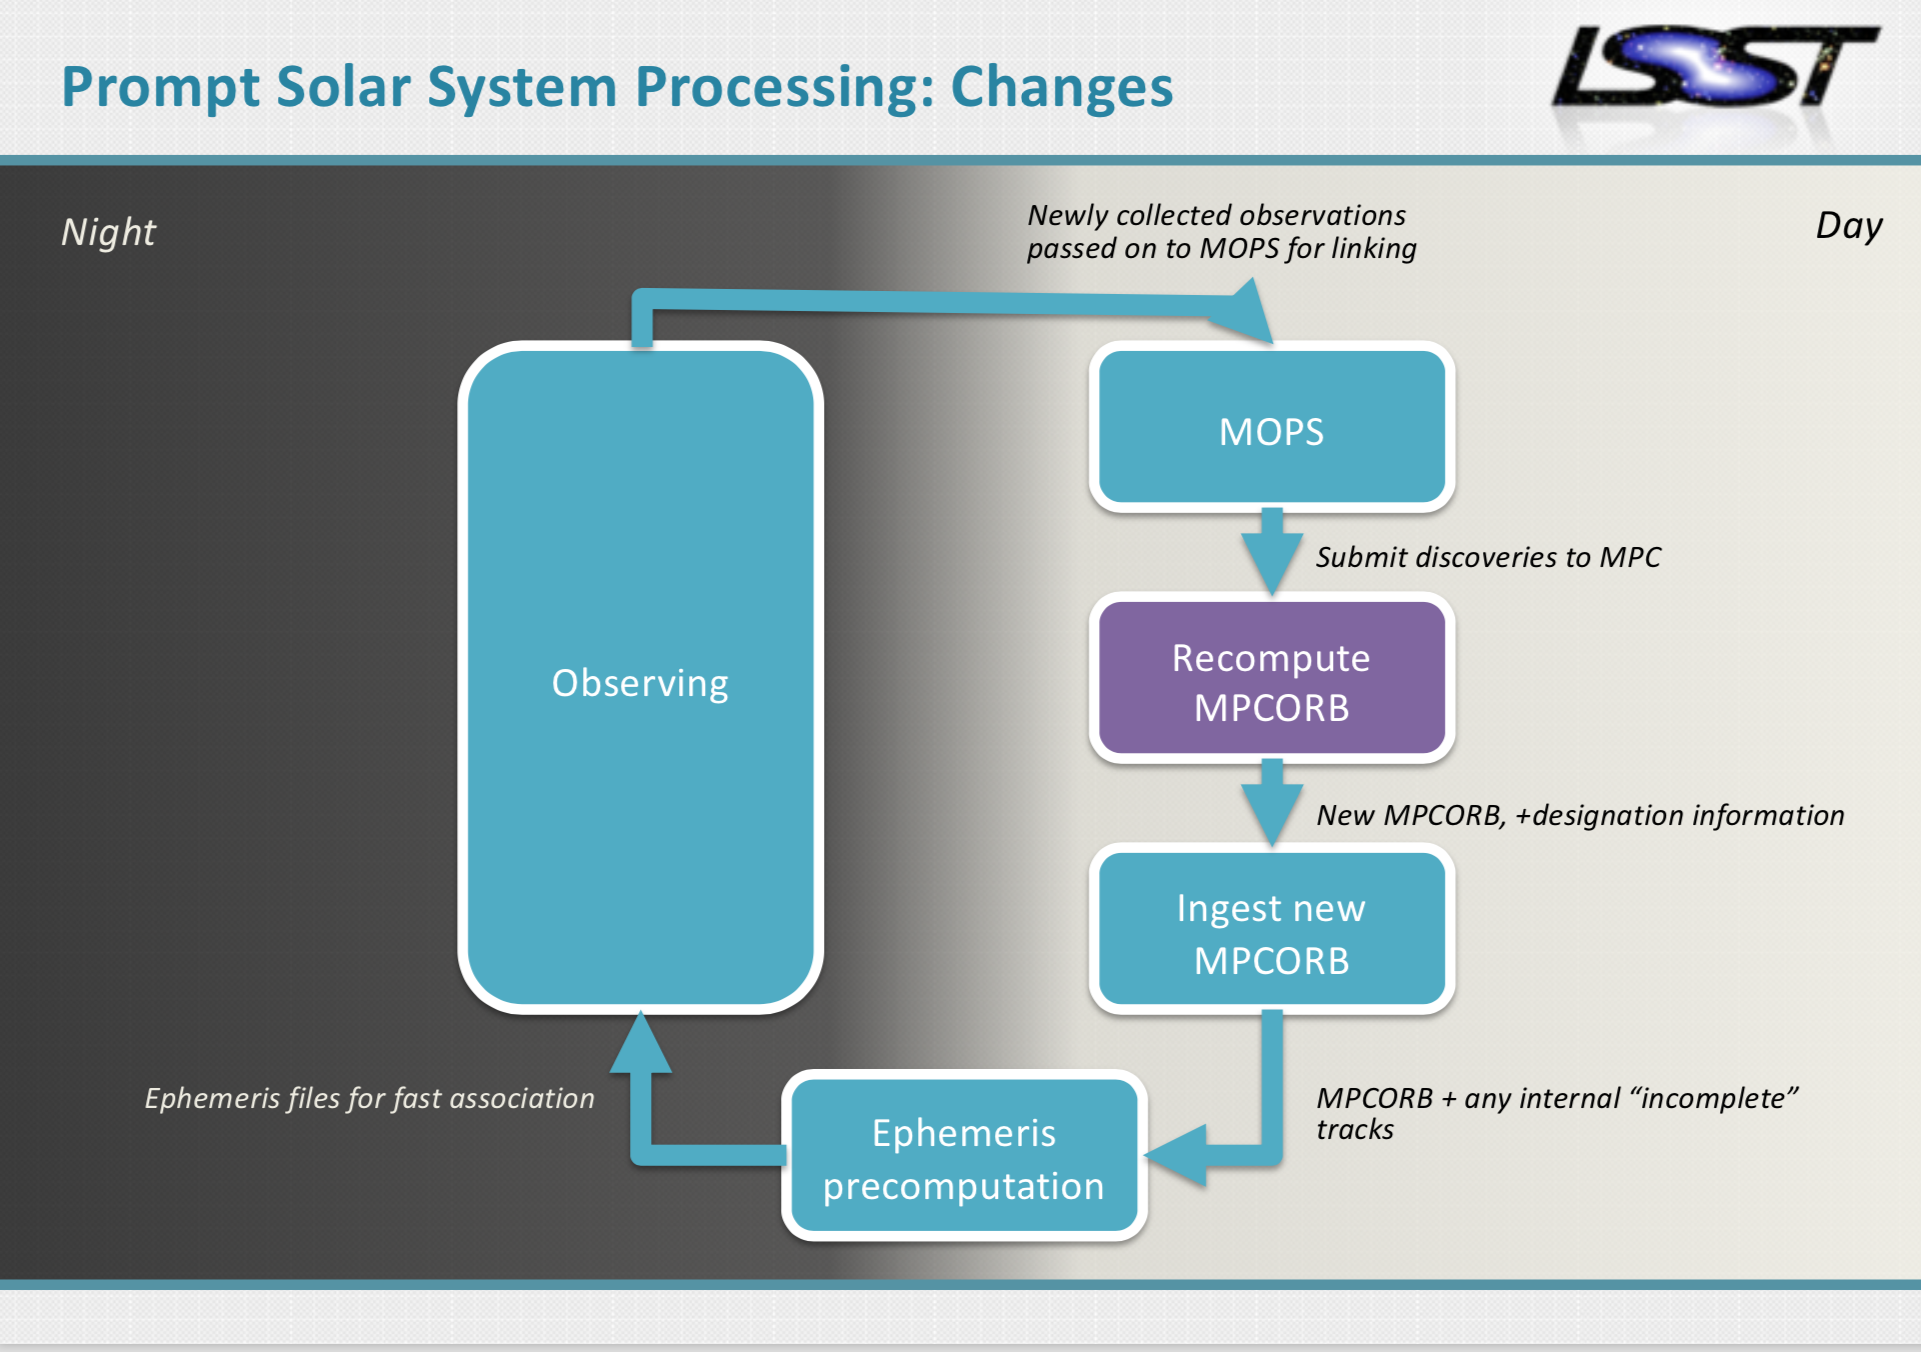 Prompt Solar System Processing: Changes
LSST
Night
Newly collected observations
passed on to MOPS for linking
Day
MOPS
Submit discoveries to MPC
Observing
Recompute
MPCORB
New MPCORB, +designation information
Ingest new
MPCORB
Ephemeris files for fast association
Ephemeris
precomputation
MPCORB + any internal “incomplete”
tracks